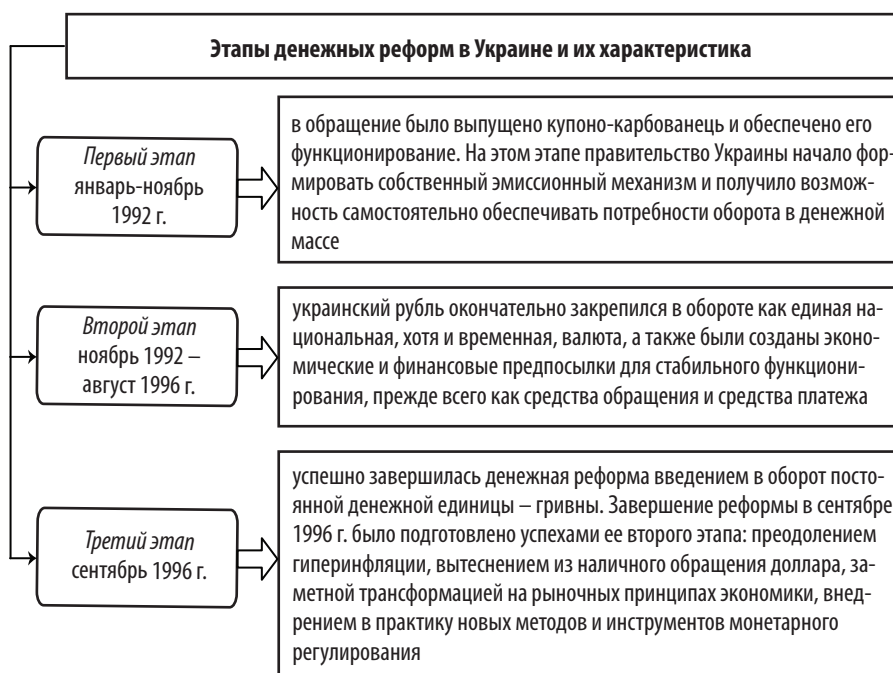 Этапы денежных реформ в Украине и их характеристика
Первый этап
январь-ноябрь
1992 г.
в обращение было выпущено купоно-карбованець и обеспечено его
функционирование. На этом этапе правительство Украины начало фор-
мировать собственный эмиссионный механизм и получило возмож-
ность самостоятельно обеспечивать потребности оборота в денежной
массе
Второй этап
ноябрь 1992 –
август 1996 г.
украинский рубль окончательно закрепился в обороте как единая на-
циональная, хотя и временная, валюта, а также были созданы эконо-
мические и финансовые предпосылки для стабильного функциони-
рования, прежде всего как средства обращения и средства платежа
Третий этап
сентябрь 1996 г.
успешно завершилась денежная реформа введением в оборот посто-
янной денежной единицы – гривны. Завершение реформы в сентябре
1996 г. было подготовлено успехами ее второго этапа: преодолением
гиперинфляции, вытеснением из наличного обращения доллара, за-
метной трансформацией на рыночных принципах экономики, внед-
рением в практику новых методов и инструментов монетарного
регулирования